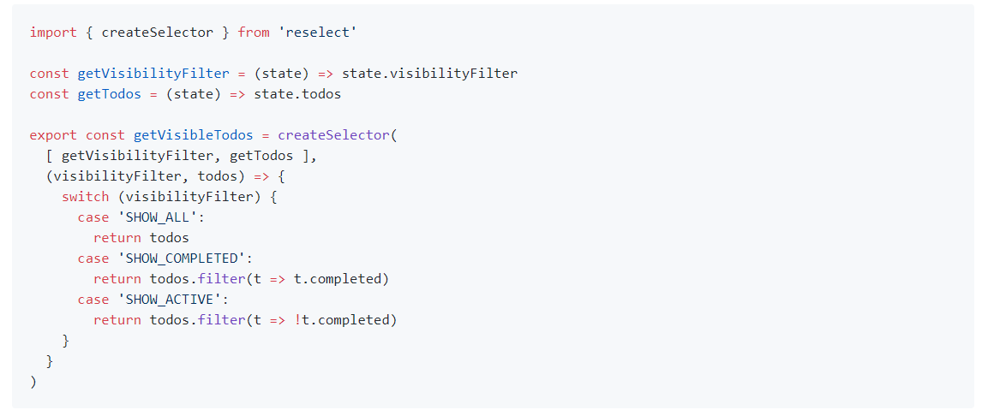 import { createSelector } from 'reselect'

const getVisibilityFilter = (state) => state.visibilityFilter
const getTodos = (state) => state.todos

export const getVisibleTodos = createSelector(
  [ getVisibilityFilter, getTodos ],
  (visibilityFilter, todos) => {
    switch (visibilityFilter) {
      case 'SHOW_ALL':
        return todos
      case 'SHOW_COMPLETED':
        return todos.filter(t => t.completed)
      case 'SHOW_ACTIVE':
        return todos.filter(t => !t.completed)
    }
  }
)